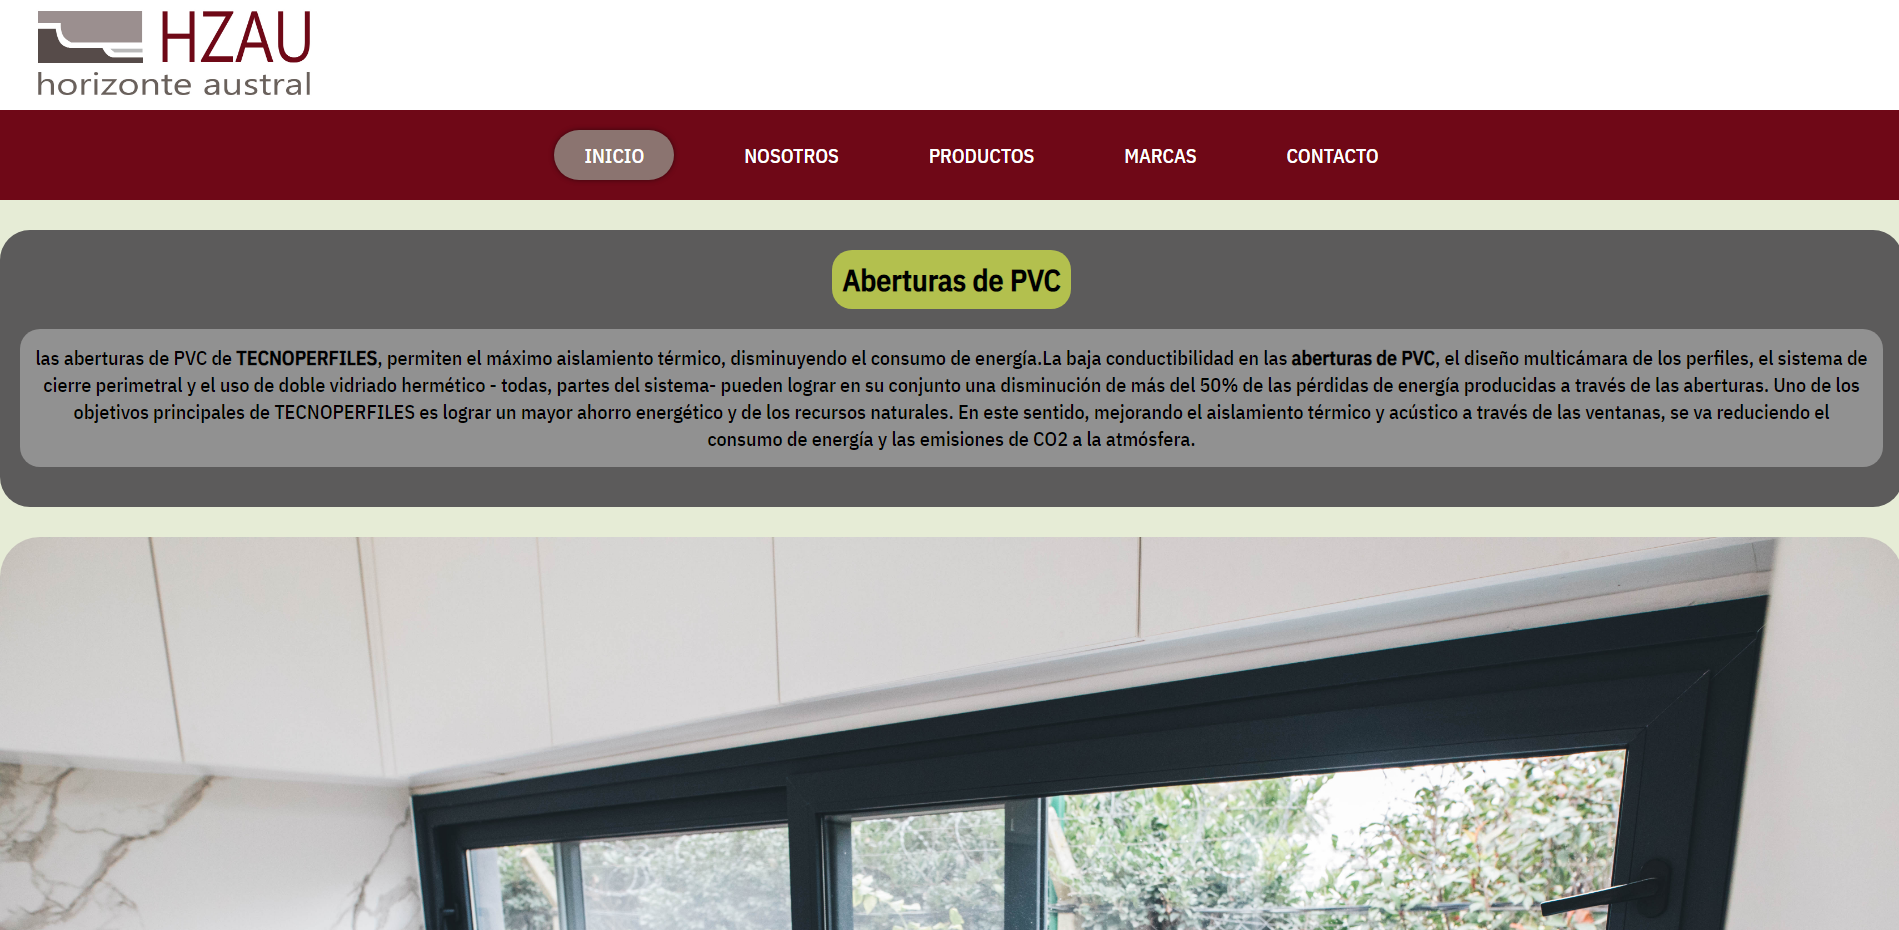 HZAU
horizonte austral
INICIO NOSOTROS PRODUCTOS MARCAS CONTACTO
Aberturas de PVC
las aberturas de PVC de TECNOPERFILES, permiten el máximo aislamiento térmico, disminuyendo el consumo de energía.La baja conductibilidad en las aberturas de PVC, el diseño multicámara de los perfiles, el sistema de
cierre perimetral y el uso de doble vidriado hermético - todas, partes del sistema- pueden lograr en su conjunto una disminución de más del 50% de las pérdidas de energía producidas a través de las aberturas. Uno de los
objetivos principales de TECNOPERFILES es lograr un mayor ahorro energético y de los recursos naturales. En este sentido, mejorando el aislamiento térmico y acústico a través de las ventanas, se va reduciendo el
consumo de energía y las emisiones de CO2 a la atmósfera.